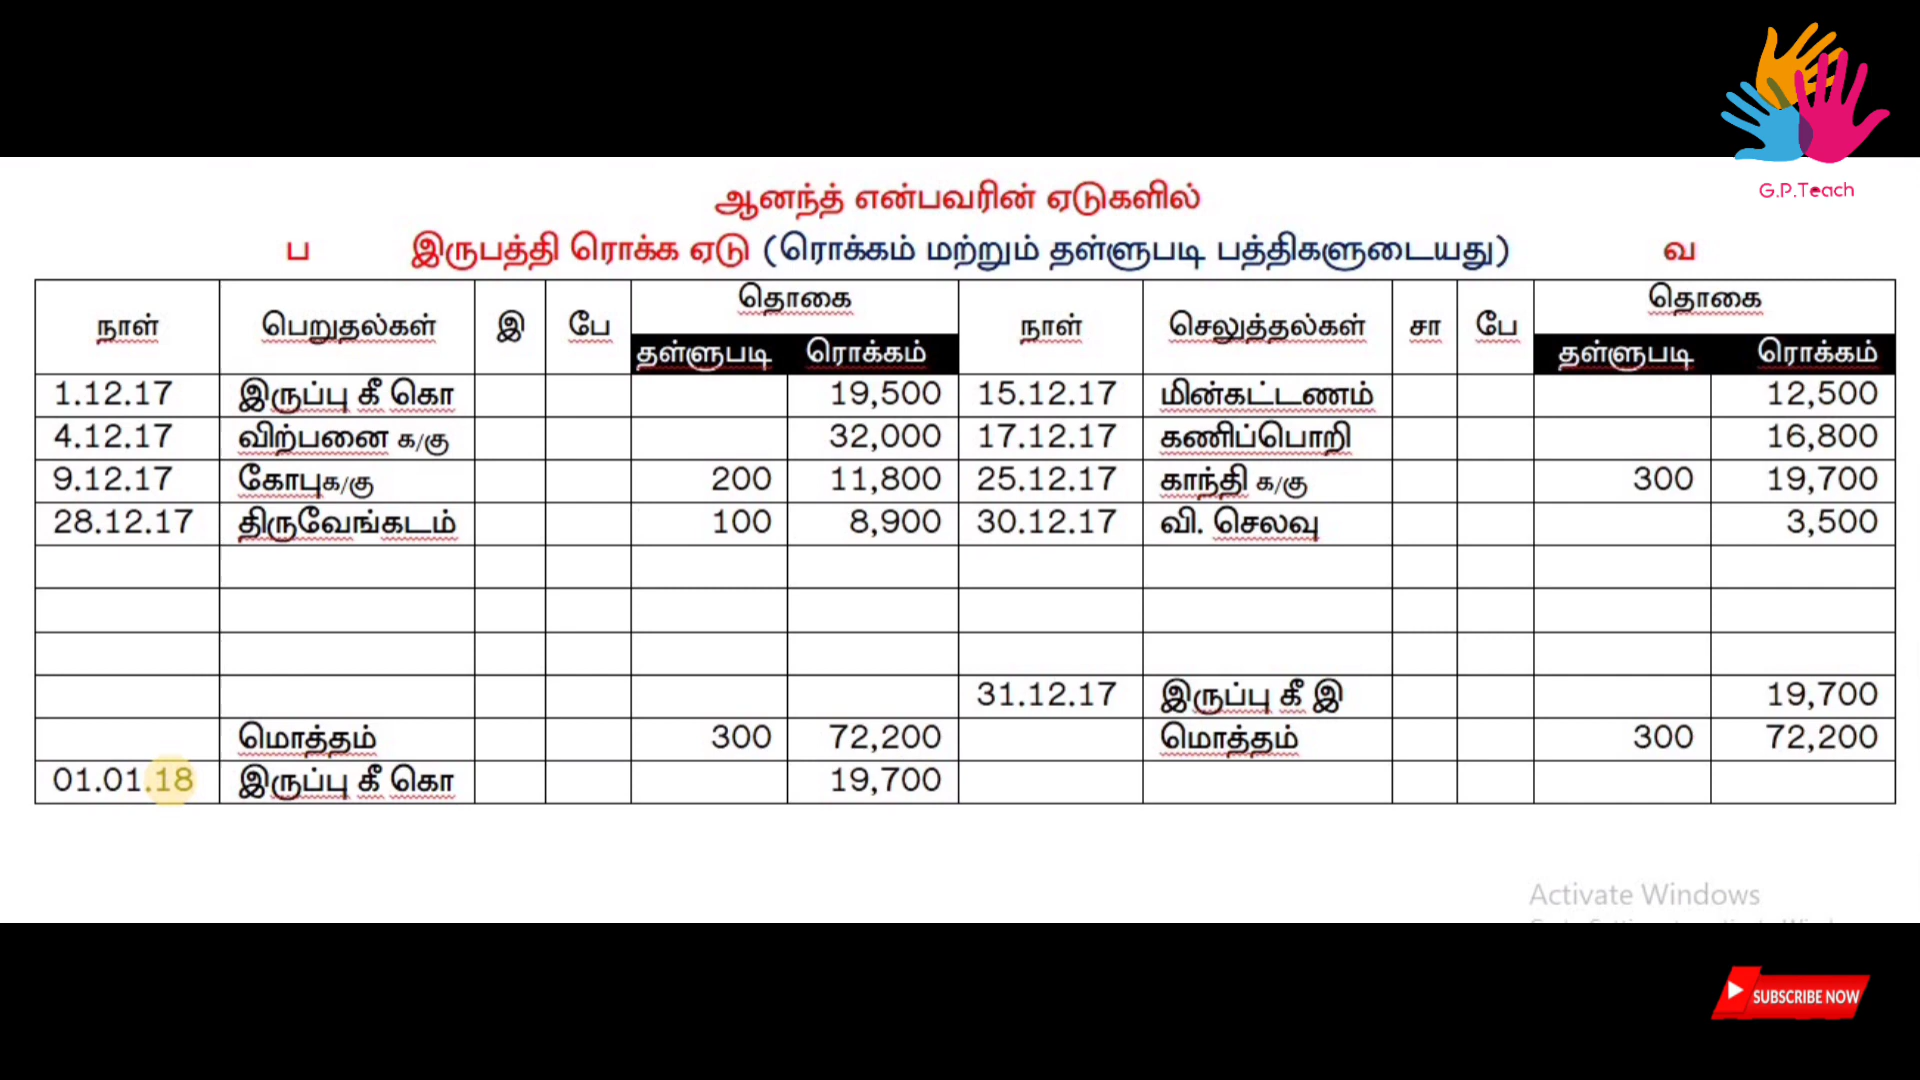 G.P.Teach
ஆனந்த் என்பவரின் ஏடுகளில்
ப இருபத்தி ரொக்க ஏடு (ரொக்கம் மற்றும் தள்ளுபடி பத்திகளுடையது) வ
நாள் பெறுதல்கள் இ பே தொகை நாள் செலுத்தல்கள் சா பே தொகை
தள்ளுபடி ரொக்கம் தள்ளுபடி ரொக்கம்
1.12.17 இருப்பு கீ கொ 19,500 15.12.17 மின்கட்டணம் 12,500
4.12.17 விற்பனை க/கு 32,000 17.12.17 கணிப்பொறி 16,800
9.12.17 கோபுக/கு 200 11,800 25.12.17 காந்தி க/கு 300 19,700
28.12.17 திருவேங்கடம் 100 8,900 30.12.17 வி. செலவு 3,500
31.12.17 இருப்பு கீ இ 19,700
மொத்தம் 300 72,200 மொத்தம் 300 72,200
01.01.18 இருப்பு கீ கொ 19,700
Activate Windows
SUBSCRIBE NOW